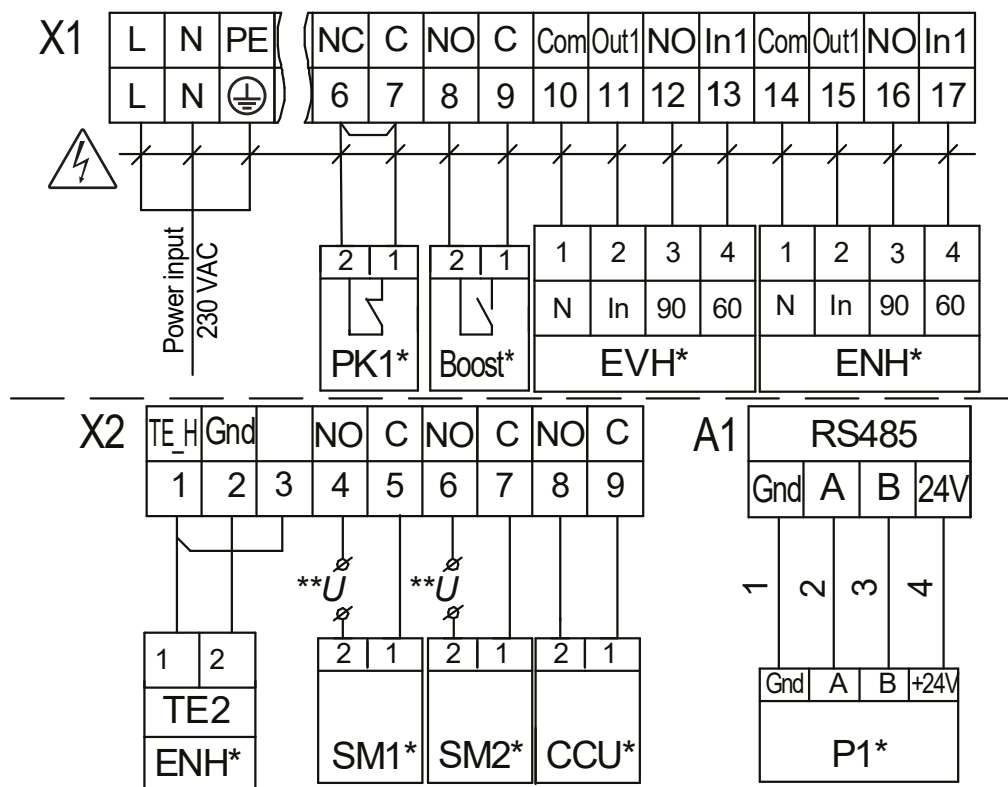 X1 L N PE NC C NO C Com Out1 NO In1 Com Out1 NO In1
L N 6 7 8 9 10 11 12 13 14 15 16 17
Power input
230 VAC
2 1
PK1*
2 1
Boost*
1 2 3 4
N In 90 60
EVH*
1 2 3 4
N In 90 60
ENH*
X2 TE_H Gnd NO C NO C NO C
1 2 3 4 5 6 7 8 9
**U **U
1 2
TE2
ENH*
2 1
SM1*
2 1
SM2*
2 1
CCU*
A1 RS485
Gnd A B 24V
1 2 3 4
Gnd A B +24V
P1*